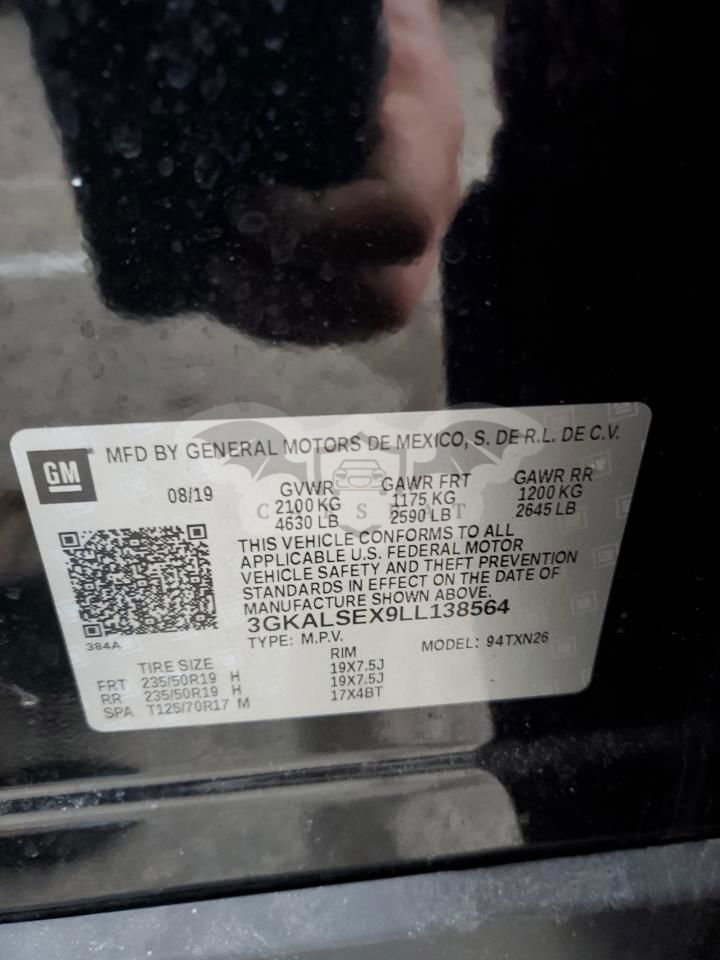 GM
MFD BY GENERAL MOTORS DE MEXICO, S. DE R.L. DE C.V.
08/19 GVWR GAWR FRT GAWR RR
2100 KG 1175 KG 1200 KG
4630 LB 2590 LB 2645 LB
THIS VEHICLE CONFORMS TO ALL
APPLICABLE U.S. FEDERAL MOTOR
VEHICLE SAFETY AND THEFT PREVENTION
STANDARDS IN EFFECT ON THE DATE OF
MANUFACTURE SHOWN ABOVE.
3GKALSEX9LL138564
384A
TYPE: M.P.V. MODEL: 94TXN26
TIRE SIZE RIM
FRT 235/50R19 H 19X7.5J
RR 235/50R19 H 19X7.5J
SPA T125/70R17 M 17X4BT